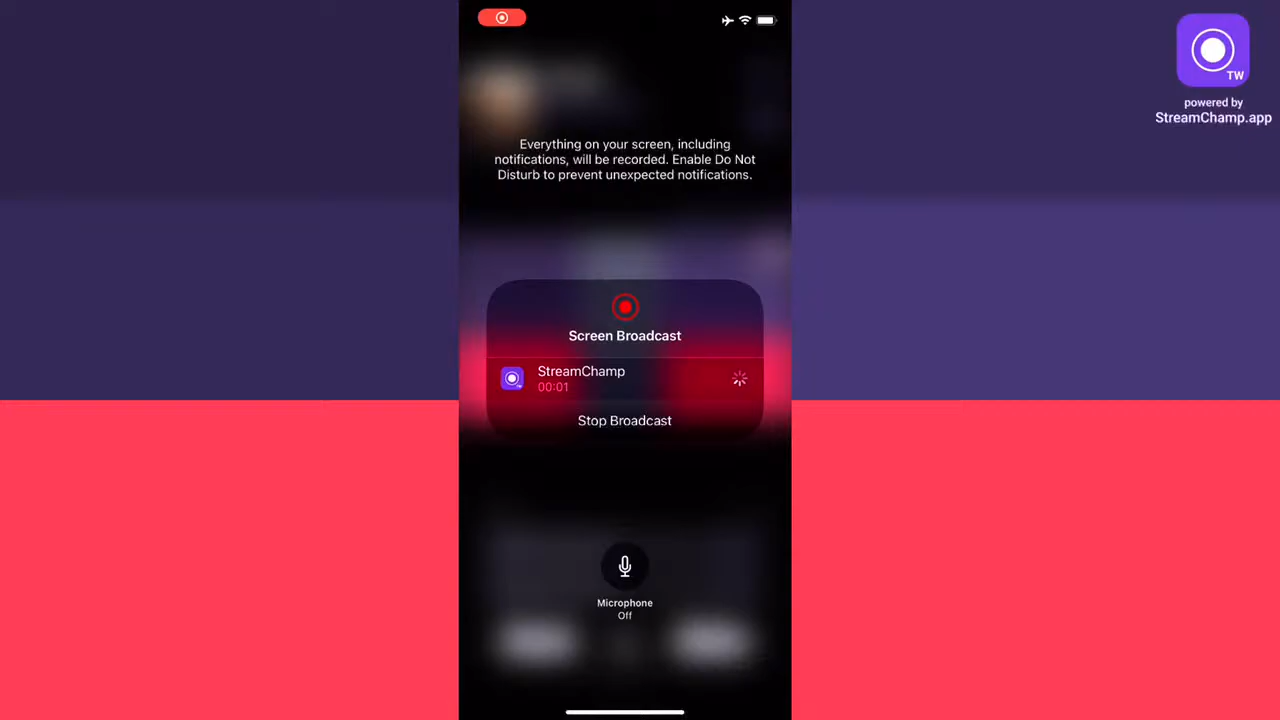 TW
powered by
StreamChamp.app
Everything on your screen, including
notifications, will be recorded. Enable Do Not
Disturb to prevent unexpected notifications.
Screen Broadcast
StreamChamp
00:01
Stop Broadcast
Microphone
Off